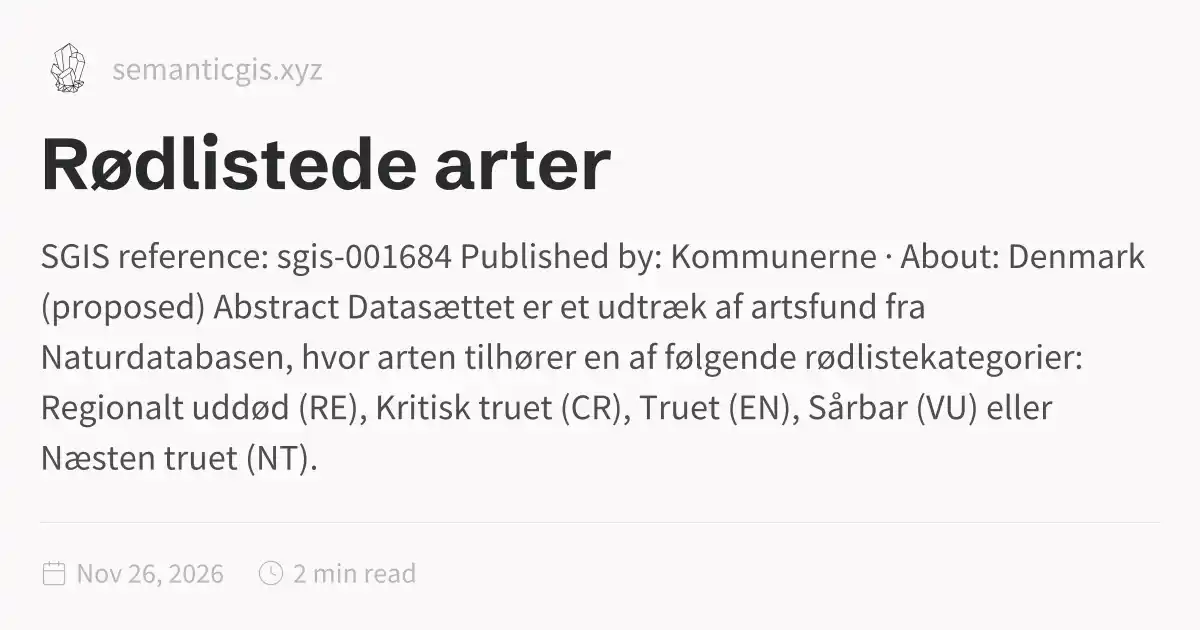 semanticgis.xyz
Rødlistede arter
SGIS reference: sgis-001684 Published by: Kommunerne · About: Denmark
(proposed) Abstract Datasættet er et udtræk af artsfund fra
Naturdatabasen, hvor arten tilhører en af følgende rødlistekategorier:
Regionalt uddød (RE), Kritisk truet (CR), Truet (EN), Sårbar (VU) eller
Næsten truet (NT).
Nov 26, 2026 2 min read